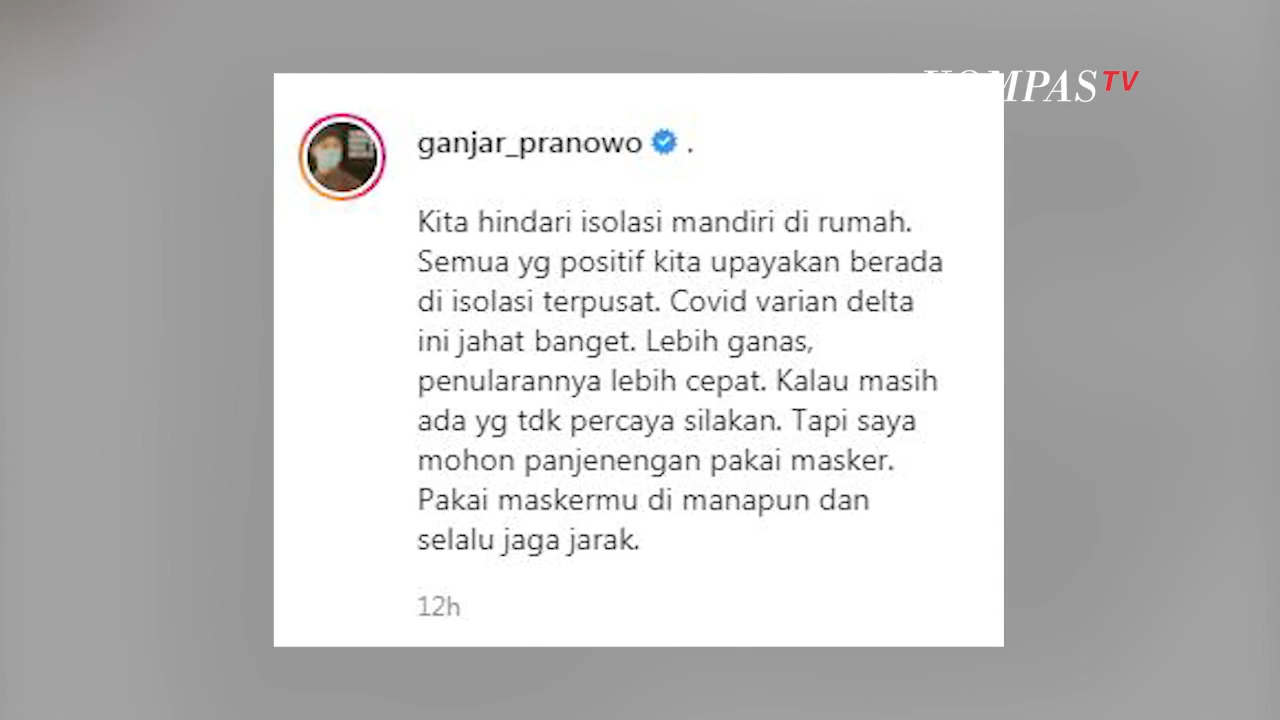 KOMPAS TV
ganjar_pranowo .
Kita hindari isolasi mandiri di rumah.
Semua yg positif kita upayakan berada
di isolasi terpusat. Covid varian delta
ini jahat banget. Lebih ganas,
penularannya lebih cepat. Kalau masih
ada yg tdk percaya silakan. Tapi saya
mohon panjenengan pakai masker.
Pakai maskermu di manapun dan
selalu jaga jarak.
12h